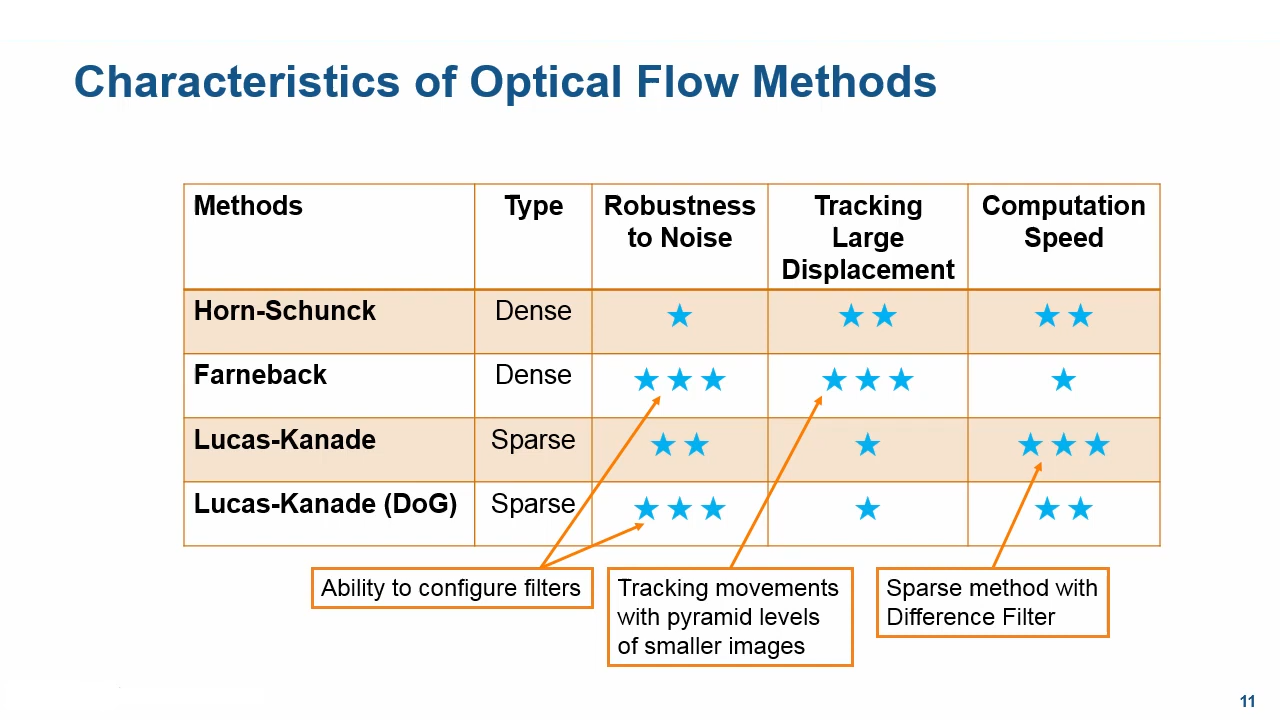 Characteristics of Optical Flow Methods
Methods
Type
Robustness
to Noise
Tracking
Large
Displacement
Computation
Speed
Horn-Schunck
Dense
★
★★
★★
Farneback
Dense
★★★
★★★
★
Lucas-Kanade
Sparse
★★
★
★★★
Lucas-Kanade (DoG)
Sparse
★★★
★
★★
Ability to configure filters
Tracking movements
with pyramid levels
of smaller images
Sparse method with
Difference Filter
11